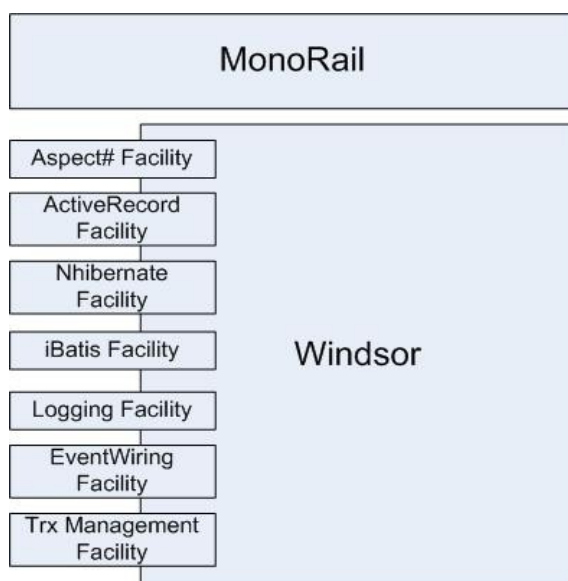 MonoRail
Aspect# Facility
ActiveRecord
Facility
Nhibernate
Facility
iBatis Facility
Windsor
Logging Facility
EventWiring
Facility
Trx Management
Facility